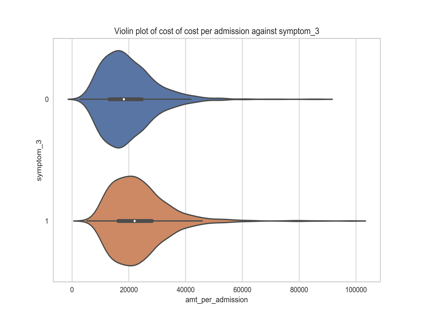 Violin plot of cost of cost per admission against symptom_3
symptom_3
0
1
0 20000 40000 60000 80000 100000
amt_per_admission